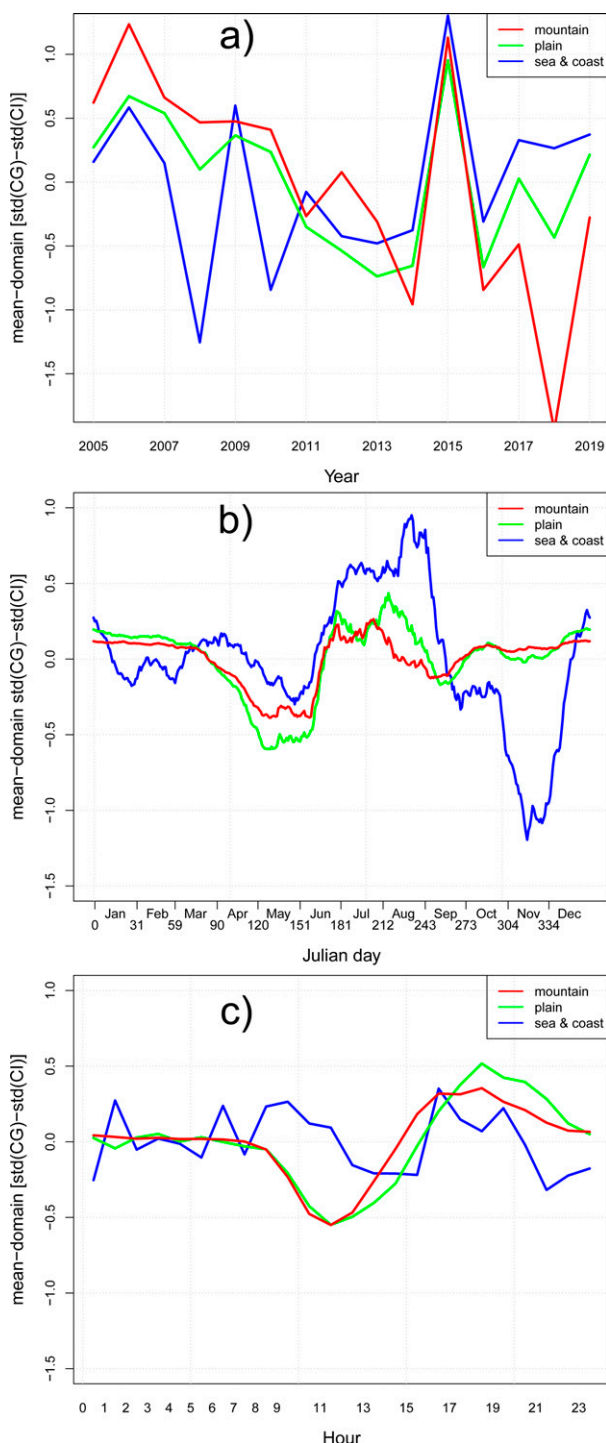 a)
mountain
plain
sea & coast
mean−domain [std(CG)−std(CI)]
1.0
0.5
0.0
−0.5
−1.0
−1.5
2005 2007 2009 2011 2013 2015 2017 2019
Year
b)
mountain
plain
sea & coast
mean−domain std(CG)−std(CI)]
1.0
0.5
0.0
−0.5
−1.0
−1.5
Jan Feb Mar Apr May Jun Jul Aug Sep Oct Nov Dec
0 31 59 90 120 151 181 212 243 273 304 334
Julian day
c)
mountain
plain
sea & coast
mean−domain [std(CG)−std(CI)]
1.0
0.5
0.0
−0.5
−1.0
−1.5
0 1 2 3 4 5 6 7 8 9 11 13 15 17 19 21 23
Hour